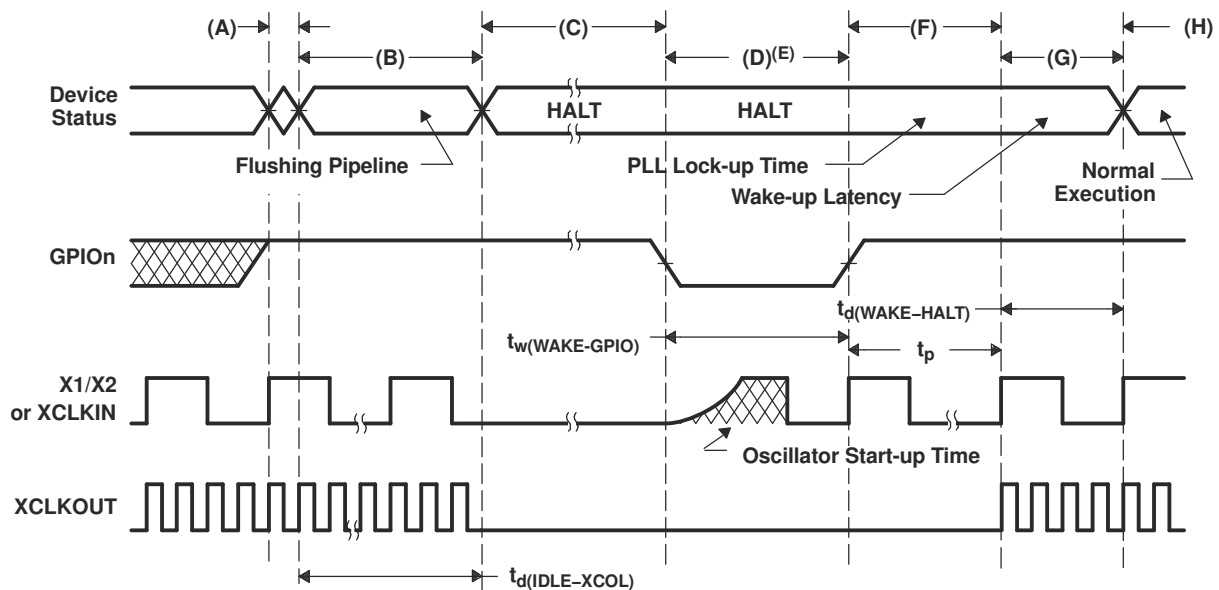 (A)
(C)
(F)
(H)
(B)
(D)(E)
(G)
Device
Status
HALT
HALT
Flushing Pipeline
PLL Lock-up Time
Wake-up Latency
Normal
Execution
GPIOn
td(WAKE−HALT)
tw(WAKE-GPIO)
tp
X1/X2
or XCLKIN
Oscillator Start-up Time
XCLKOUT
td(IDLE−XCOL)